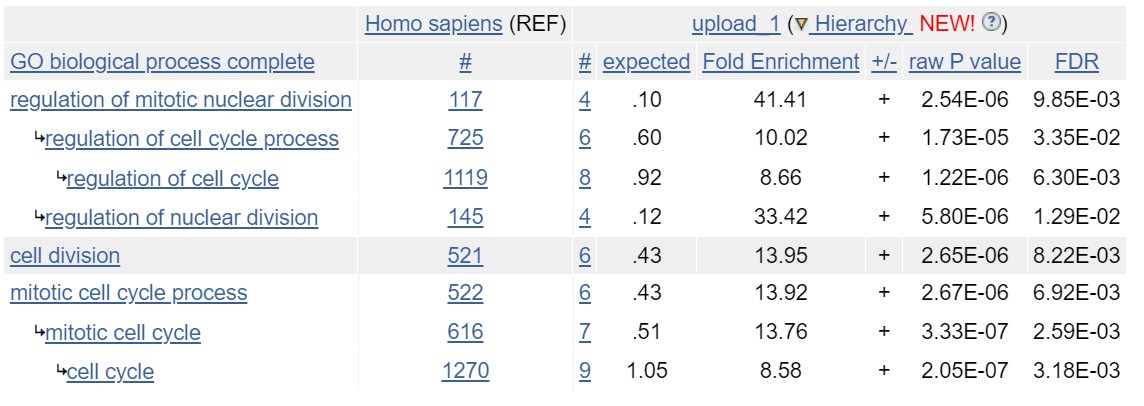 Homo sapiens (REF) upload_1 (▼ Hierarchy NEW! ?)
GO biological process complete # # expected Fold Enrichment +/- raw P value FDR
regulation of mitotic nuclear division 117 4 .10 41.41 + 2.54E-06 9.85E-03
↳regulation of cell cycle process 725 6 .60 10.02 + 1.73E-05 3.35E-02
↳regulation of cell cycle 1119 8 .92 8.66 + 1.22E-06 6.30E-03
↳regulation of nuclear division 145 4 .12 33.42 + 5.80E-06 1.29E-02
cell division 521 6 .43 13.95 + 2.65E-06 8.22E-03
mitotic cell cycle process 522 6 .43 13.92 + 2.67E-06 6.92E-03
↳mitotic cell cycle 616 7 .51 13.76 + 3.33E-07 2.59E-03
↳cell cycle 1270 9 1.05 8.58 + 2.05E-07 3.18E-03